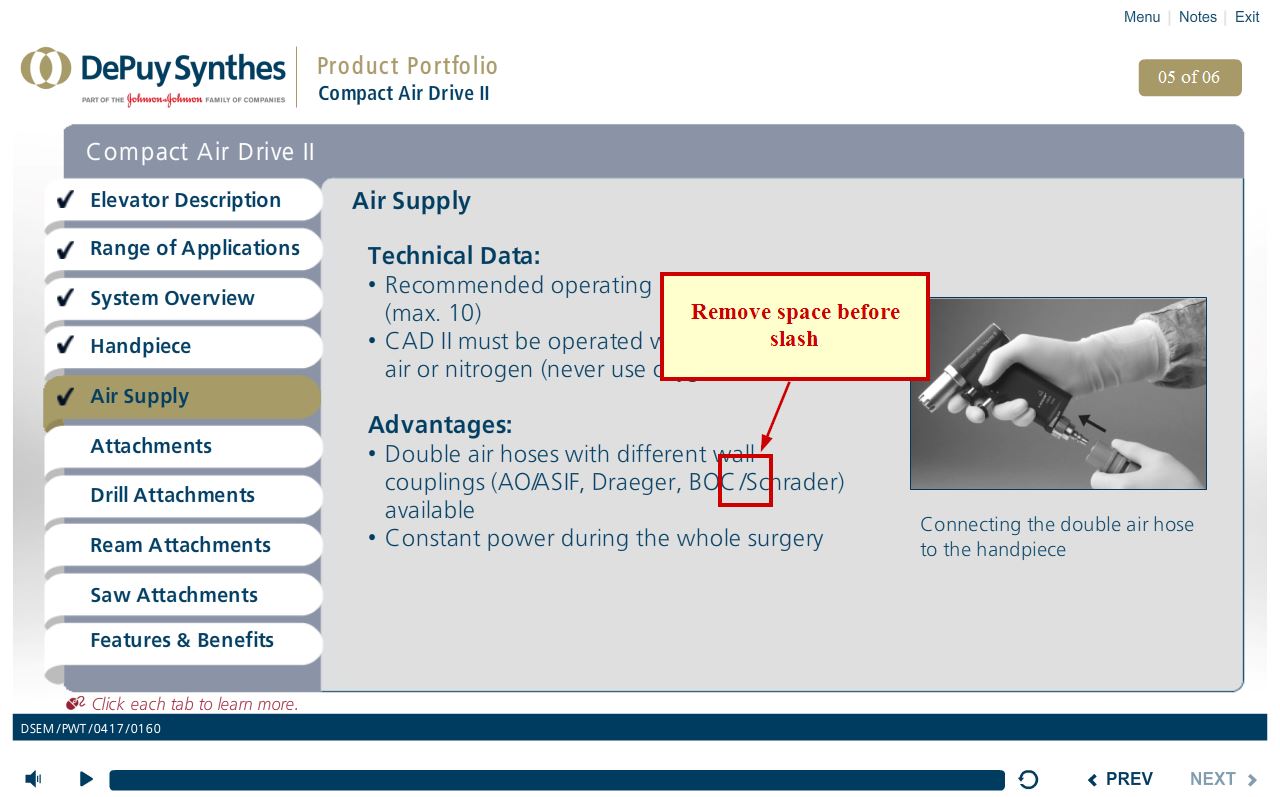 Menu | Notes | Exit
DePuy Synthes
PART OF THE Johnson & Johnson FAMILY OF COMPANIES
Product Portfolio
Compact Air Drive II
05 of 06
Compact Air Drive II
Elevator Description
Range of Applications
System Overview
Handpiece
Air Supply
Attachments
Drill Attachments
Ream Attachments
Saw Attachments
Features & Benefits
Air Supply
Technical Data:
• Recommended operating
(max. 10)
• CAD II must be operated
air or nitrogen (never use
Advantages:
• Double air hoses with different wall
couplings (AO/ASIF, Draeger, BOC /Schrader)
available
• Constant power during the whole surgery
Remove space before
slash
Connecting the double air hose
to the handpiece
Click each tab to learn more.
DSEM/PWT/0417/0160
PREV
NEXT